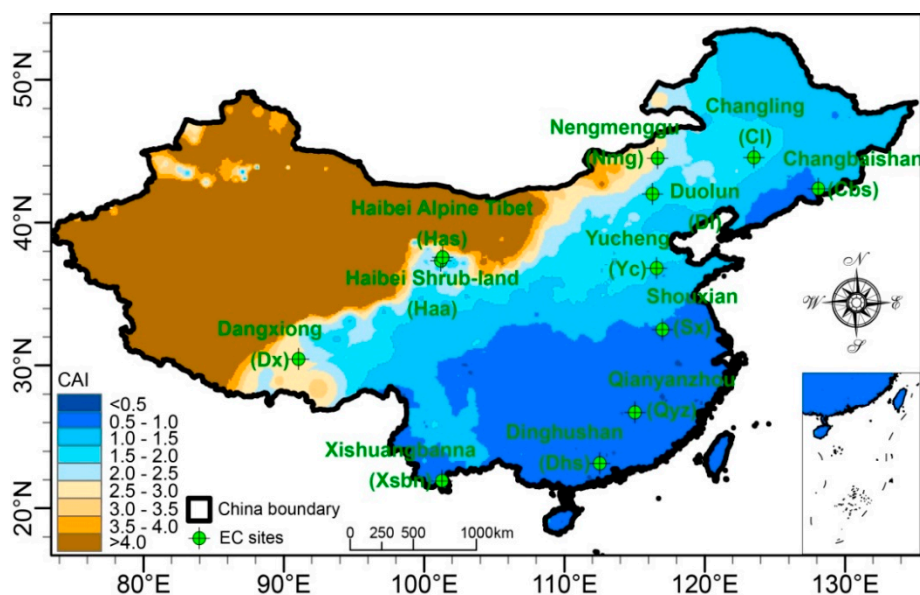 50°N
40°N
30°N
20°N
Changling
(Cl)
Nengmenggu
(Nmg)
Changbaishan
(Cbs)
Duolun
(Dl)
Haibei Alpine Tibet
(Has)
Yucheng
(Yc)
Haibei Shrub-land
(Haa)
Shouxian
(Sx)
Dangxiong
(Dx)
Qianyanzhou
(Qyz)
Dinghushan
(Dhs)
Xishuangbanna
(Xsbn)
N
W E
S
CAI
<0.5
0.5 - 1.0
1.0 - 1.5
1.5 - 2.0
2.0 - 2.5
2.5 - 3.0
3.0 - 3.5
3.5 - 4.0
>4.0
China boundary
EC sites
0 250 500 1000km
80°E 90°E 100°E 110°E 120°E 130°E